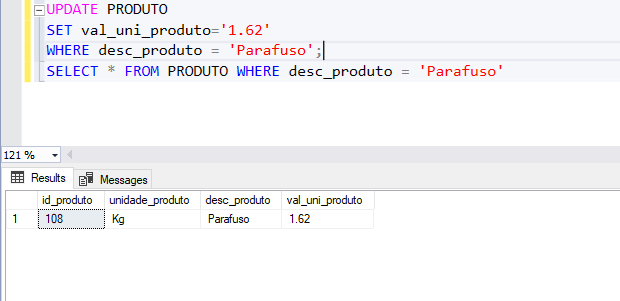 UPDATE PRODUTO
SET val_uni_produto='1.62'
WHERE desc_produto = 'Parafuso';
SELECT * FROM PRODUTO WHERE desc_produto = 'Parafuso'
121 %
Results Messages
id_produto unidade_produto desc_produto val_uni_produto
1 108 Kg Parafuso 1.62